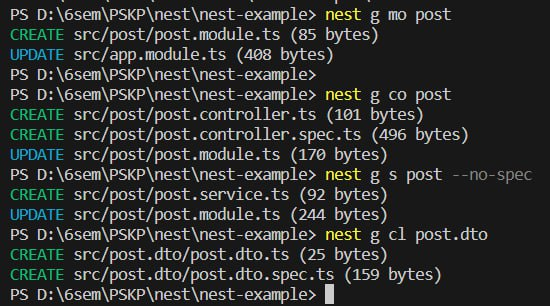 PS D:\6sem\PSKP\nest\nest-example> nest g mo post
CREATE src/post/post.module.ts (85 bytes)
UPDATE src/app.module.ts (408 bytes)
PS D:\6sem\PSKP\nest\nest-example>
PS D:\6sem\PSKP\nest\nest-example> nest g co post
CREATE src/post/post.controller.ts (101 bytes)
CREATE src/post/post.controller.spec.ts (496 bytes)
UPDATE src/post/post.module.ts (170 bytes)
PS D:\6sem\PSKP\nest\nest-example> nest g s post --no-spec
CREATE src/post/post.service.ts (92 bytes)
UPDATE src/post/post.module.ts (244 bytes)
PS D:\6sem\PSKP\nest\nest-example> nest g cl post.dto
CREATE src/post.dto/post.dto.ts (25 bytes)
CREATE src/post.dto/post.dto.spec.ts (159 bytes)
PS D:\6sem\PSKP\nest\nest-example>